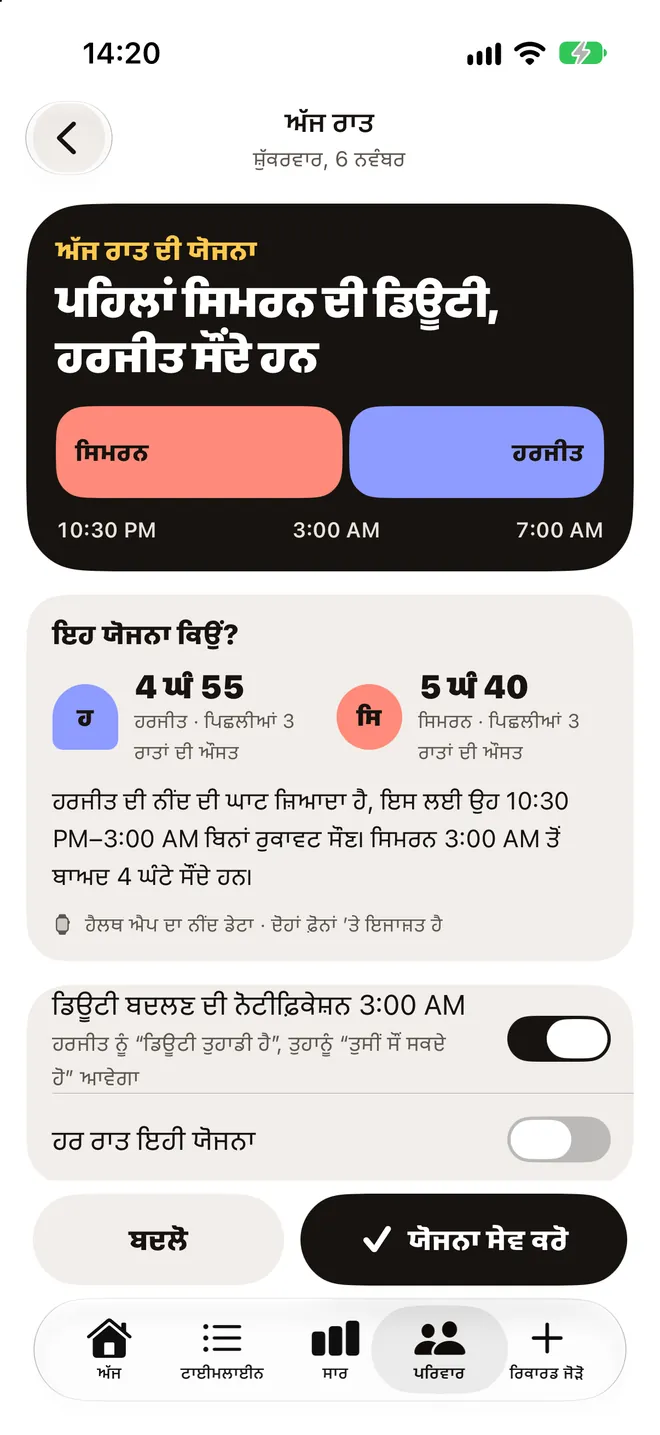 14:20
ਅੱਜ ਰਾਤ
ਸ਼ੁੱਕਰਵਾਰ, 6 ਨਵੰਬਰ
ਅੱਜ ਰਾਤ ਦੀ ਯੋਜਨਾ
ਪਹਿਲਾਂ ਸਿਮਰਨ ਦੀ ਡਿਊਟੀ,
ਹਰਜੀਤ ਸੌਂਦੇ ਹਨ
ਸਿਮਰਨ
ਹਰਜੀਤ
10:30 PM
3:00 AM
7:00 AM
ਇਹ ਯੋਜਨਾ ਕਿਉਂ?
ਹ
4 ਘੰ 55
ਹਰਜੀਤ · ਪਿਛਲੀਆਂ 3
ਰਾਤਾਂ ਦੀ ਔਸਤ
ਸਿ
5 ਘੰ 40
ਸਿਮਰਨ · ਪਿਛਲੀਆਂ 3
ਰਾਤਾਂ ਦੀ ਔਸਤ
ਹਰਜੀਤ ਦੀ ਨੀਂਦ ਦੀ ਘਾਟ ਜ਼ਿਆਦਾ ਹੈ, ਇਸ ਲਈ ਉਹ 10:30
PM–3:00 AM ਬਿਨਾਂ ਰੁਕਾਵਟ ਸੌਣ। ਸਿਮਰਨ 3:00 AM ਤੋਂ
ਬਾਅਦ 4 ਘੰਟੇ ਸੌਂਦੇ ਹਨ।
ਹੈਲਥ ਐਪ ਦਾ ਨੀਂਦ ਡੇਟਾ · ਦੋਹਾਂ ਫ਼ੋਨਾਂ ’ਤੇ ਇਜਾਜ਼ਤ ਹੈ
ਡਿਊਟੀ ਬਦਲਣ ਦੀ ਨੋਟੀਫ਼ਿਕੇਸ਼ਨ 3:00 AM
ਹਰਜੀਤ ਨੂੰ “ਡਿਊਟੀ ਤੁਹਾਡੀ ਹੈ”, ਤੁਹਾਨੂੰ “ਤੁਸੀਂ ਸੌਂ ਸਕਦੇ
ਹੋ” ਆਵੇਗਾ
ਹਰ ਰਾਤ ਇਹੀ ਯੋਜਨਾ
ਬਦਲੋ
ਯੋਜਨਾ ਸੇਵ ਕਰੋ
ਅੱਜ
ਟਾਈਮਲਾਈਨ
ਸਾਰ
ਪਰਿਵਾਰ
ਰਿਕਾਰਡ ਜੋੜੋ